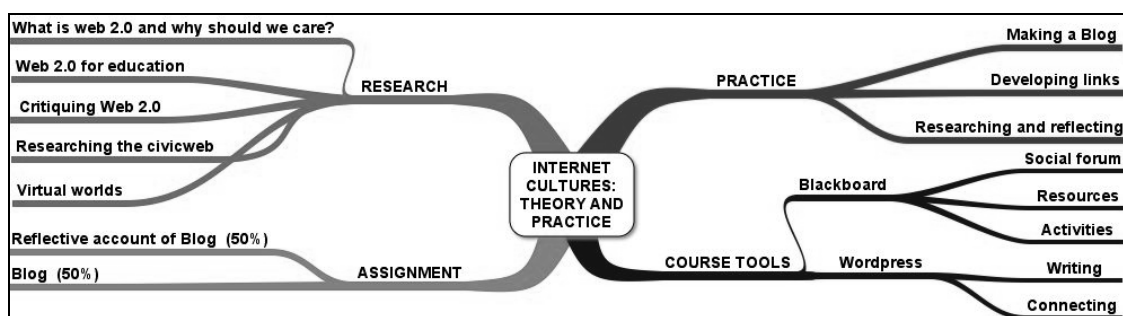 What is web 2.0 and why should we care?
Web 2.0 for education
Critiquing Web 2.0
Researching the civicweb
Virtual worlds
RESEARCH
Reflective account of Blog (50%)
Blog (50%)
ASSIGNMENT
INTERNET
CULTURES:
THEORY AND
PRACTICE
PRACTICE
Making a Blog
Developing links
Researching and reflecting
COURSE TOOLS
Blackboard
Social forum
Resources
Activities
Wordpress
Writing
Connecting